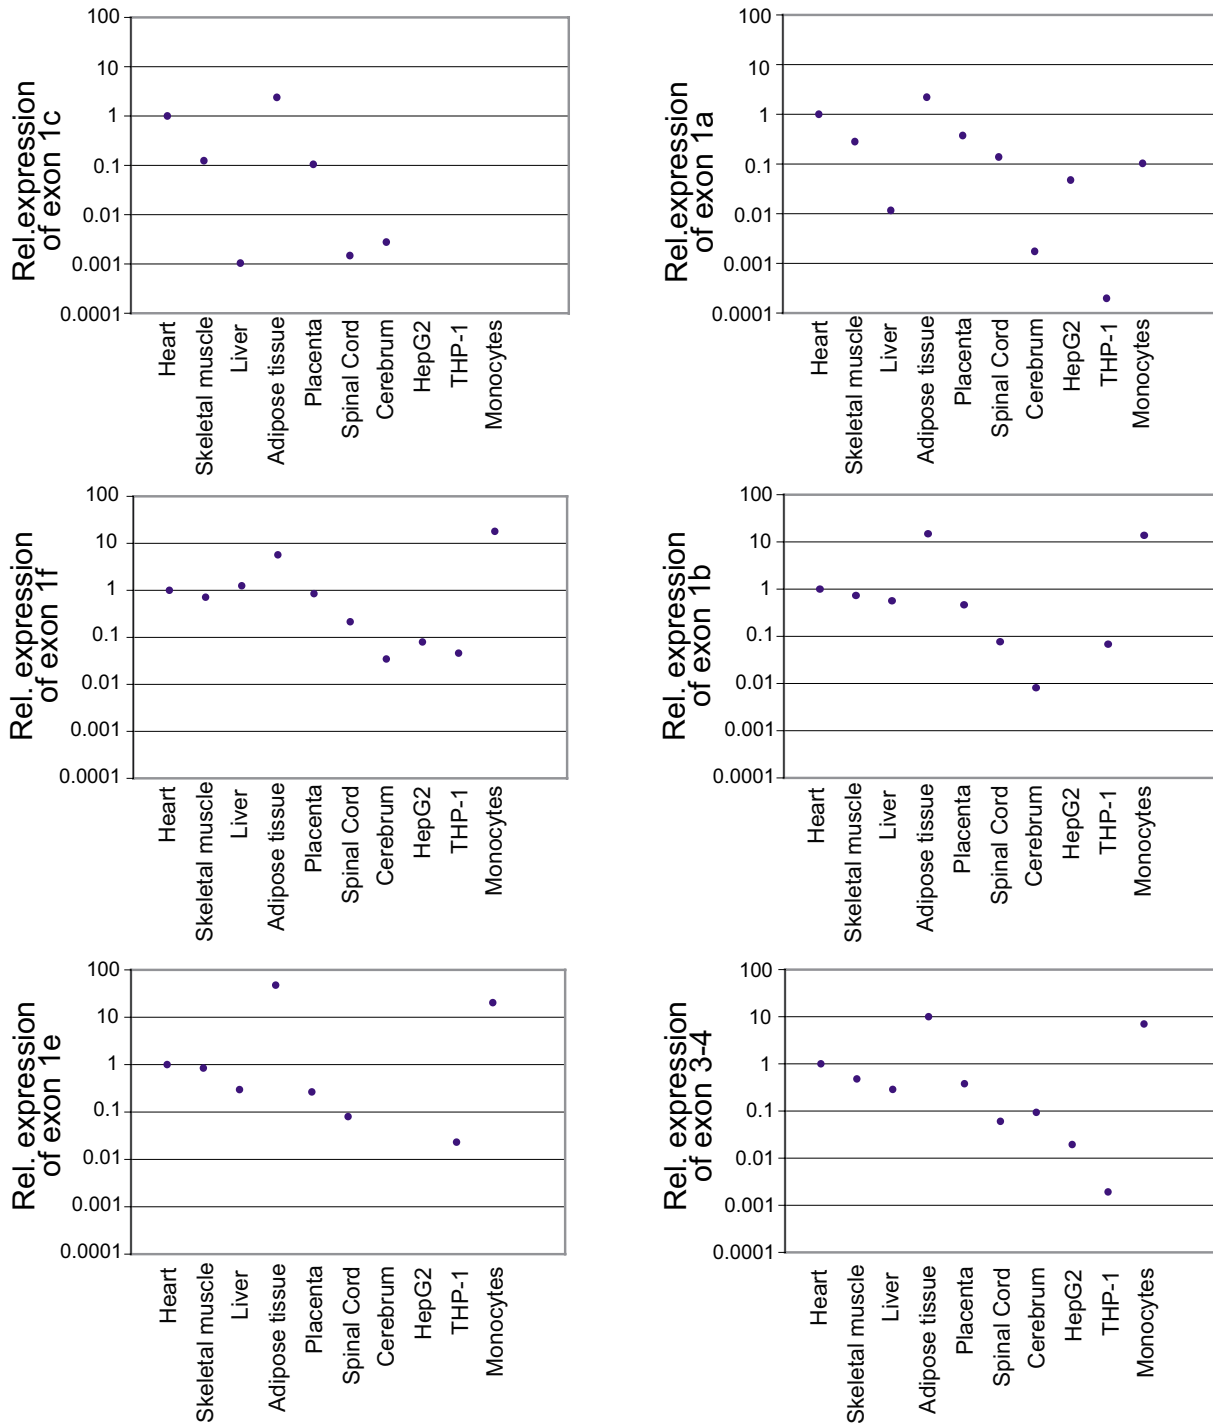 Rel.expression
of exon 1c
100
10
1
0.1
0.01
0.001
0.0001
Heart
Skeletal muscle
Liver
Adipose tissue
Placenta
Spinal Cord
Cerebrum
HepG2
THP-1
Monocytes
Rel.expression
of exon 1a
100
10
1
0.1
0.01
0.001
0.0001
Heart
Skeletal muscle
Liver
Adipose tissue
Placenta
Spinal Cord
Cerebrum
HepG2
THP-1
Monocytes
Rel. expression
of exon 1f
100
10
1
0.1
0.01
0.001
0.0001
Heart
Skeletal muscle
Liver
Adipose tissue
Placenta
Spinal Cord
Cerebrum
HepG2
THP-1
Monocytes
Rel. expression
of exon 1b
100
10
1
0.1
0.01
0.001
0.0001
Heart
Skeletal muscle
Liver
Adipose tissue
Placenta
Spinal Cord
Cerebrum
HepG2
THP-1
Monocytes
Rel. expression
of exon 1e
100
10
1
0.1
0.01
0.001
0.0001
Heart
Skeletal muscle
Liver
Adipose tissue
Placenta
Spinal Cord
Cerebrum
HepG2
THP-1
Monocytes
Rel. expression
of exon 3-4
100
10
1
0.1
0.01
0.001
0.0001
Heart
Skeletal muscle
Liver
Adipose tissue
Placenta
Spinal Cord
Cerebrum
HepG2
THP-1
Monocytes